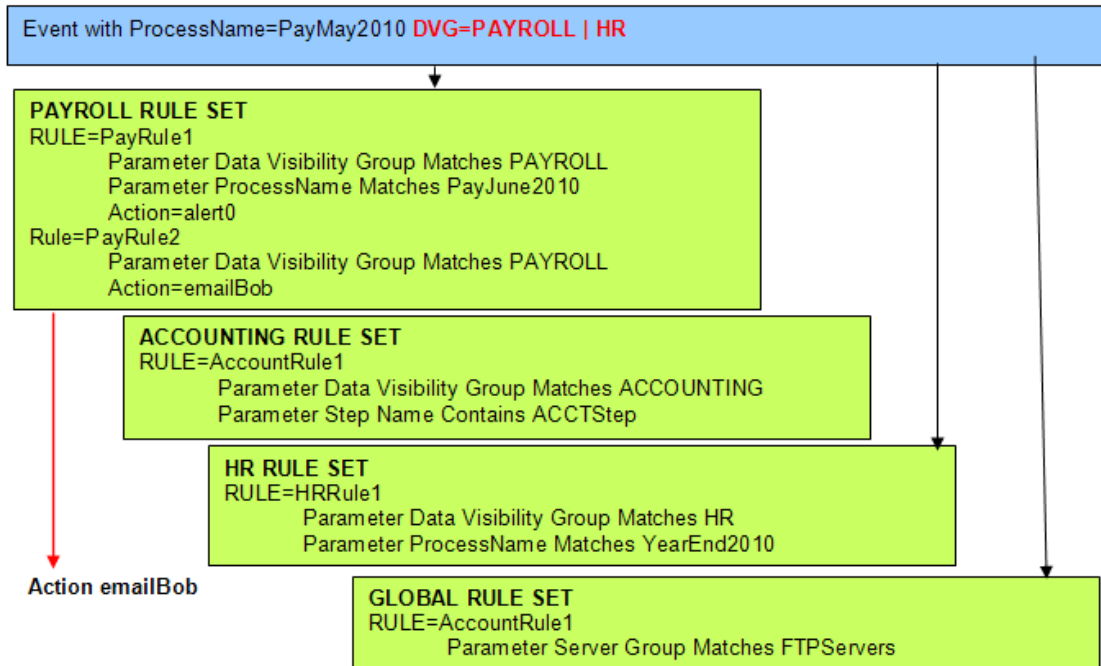 Event with ProcessName=PayMay2010 DVG=PAYROLL | HR
PAYROLL RULE SET
RULE=PayRule1
Parameter Data Visibility Group Matches PAYROLL
Parameter ProcessName Matches PayJune2010
Action=alert0
Rule=PayRule2
Parameter Data Visibility Group Matches PAYROLL
Action=emailBob
ACCOUNTING RULE SET
RULE=AccountRule1
Parameter Data Visibility Group Matches ACCOUNTING
Parameter Step Name Contains ACCTStep
HR RULE SET
RULE=HRRule1
Parameter Data Visibility Group Matches HR
Parameter ProcessName Matches YearEnd2010
Action emailBob
GLOBAL RULE SET
RULE=AccountRule1
Parameter Server Group Matches FTPServers